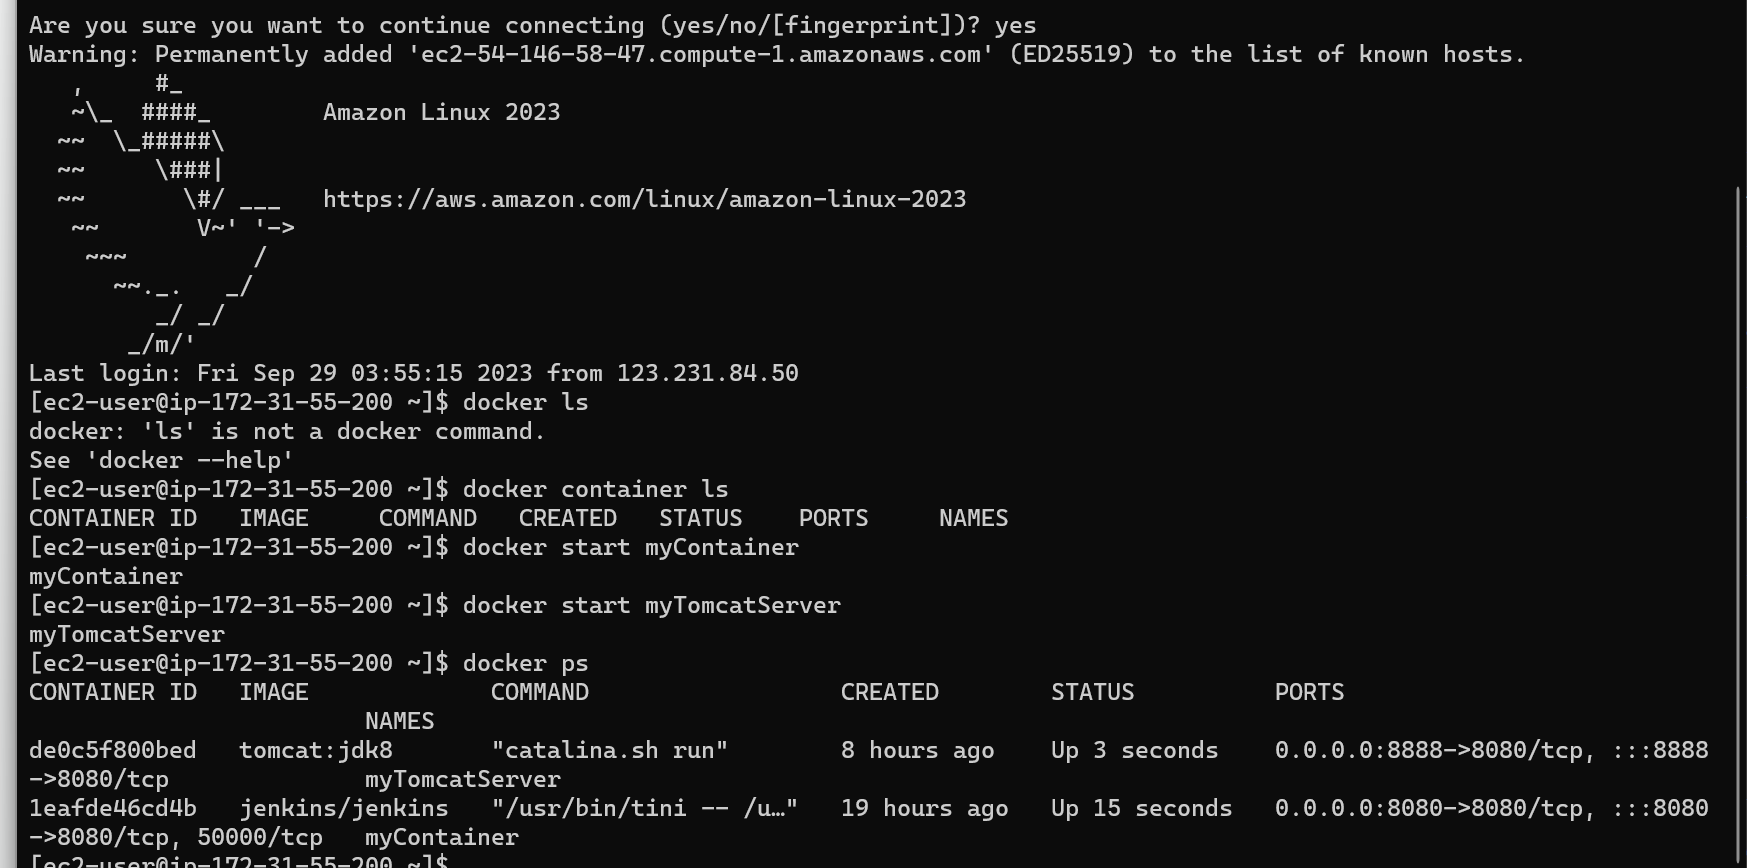 Are you sure you want to continue connecting (yes/no/[fingerprint])? yes
Warning: Permanently added 'ec2-54-146-58-47.compute-1.amazonaws.com' (ED25519) to the list of known hosts.
   ,     #_
   ~\_  ####_        Amazon Linux 2023
  ~~  \_#####\
  ~~     \###|
  ~~       \#/ ___   https://aws.amazon.com/linux/amazon-linux-2023
   ~~       V~' '->
    ~~~         /
      ~~._.   _/
         _/ _/
       _/m/'
Last login: Fri Sep 29 03:55:15 2023 from 123.231.84.50
[ec2-user@ip-172-31-55-200 ~]$ docker ls
docker: 'ls' is not a docker command.
See 'docker --help'
[ec2-user@ip-172-31-55-200 ~]$ docker container ls
CONTAINER ID   IMAGE     COMMAND   CREATED   STATUS    PORTS     NAMES
[ec2-user@ip-172-31-55-200 ~]$ docker start myContainer
myContainer
[ec2-user@ip-172-31-55-200 ~]$ docker start myTomcatServer
myTomcatServer
[ec2-user@ip-172-31-55-200 ~]$ docker ps
CONTAINER ID   IMAGE             COMMAND                  CREATED        STATUS          PORTS
                        NAMES
de0c5f800bed   tomcat:jdk8       "catalina.sh run"        8 hours ago    Up 3 seconds    0.0.0.0:8888->8080/tcp, :::8888
->8080/tcp              myTomcatServer
1eafde46cd4b   jenkins/jenkins   "/usr/bin/tini -- /u…"   19 hours ago   Up 15 seconds   0.0.0.0:8080->8080/tcp, :::8080
->8080/tcp, 50000/tcp   myContainer
[ec2-user@ip-172-31-55-200 ~]$